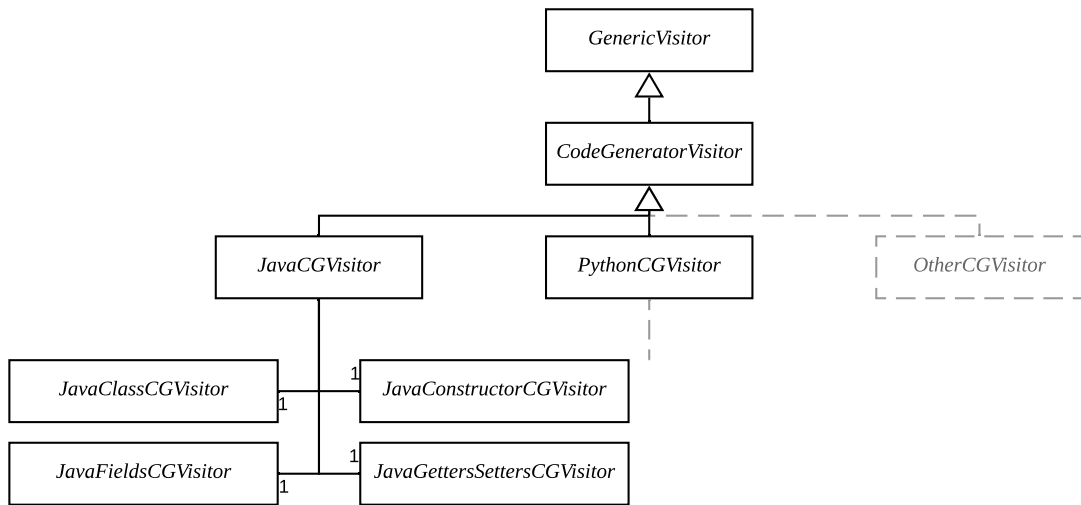 GenericVisitor
CodeGeneratorVisitor
JavaCGVisitor
PythonCGVisitor
OtherCGVisitor
JavaClassCGVisitor
1
1
JavaConstructorCGVisitor
JavaFieldsCGVisitor
1
1
JavaGettersSettersCGVisitor